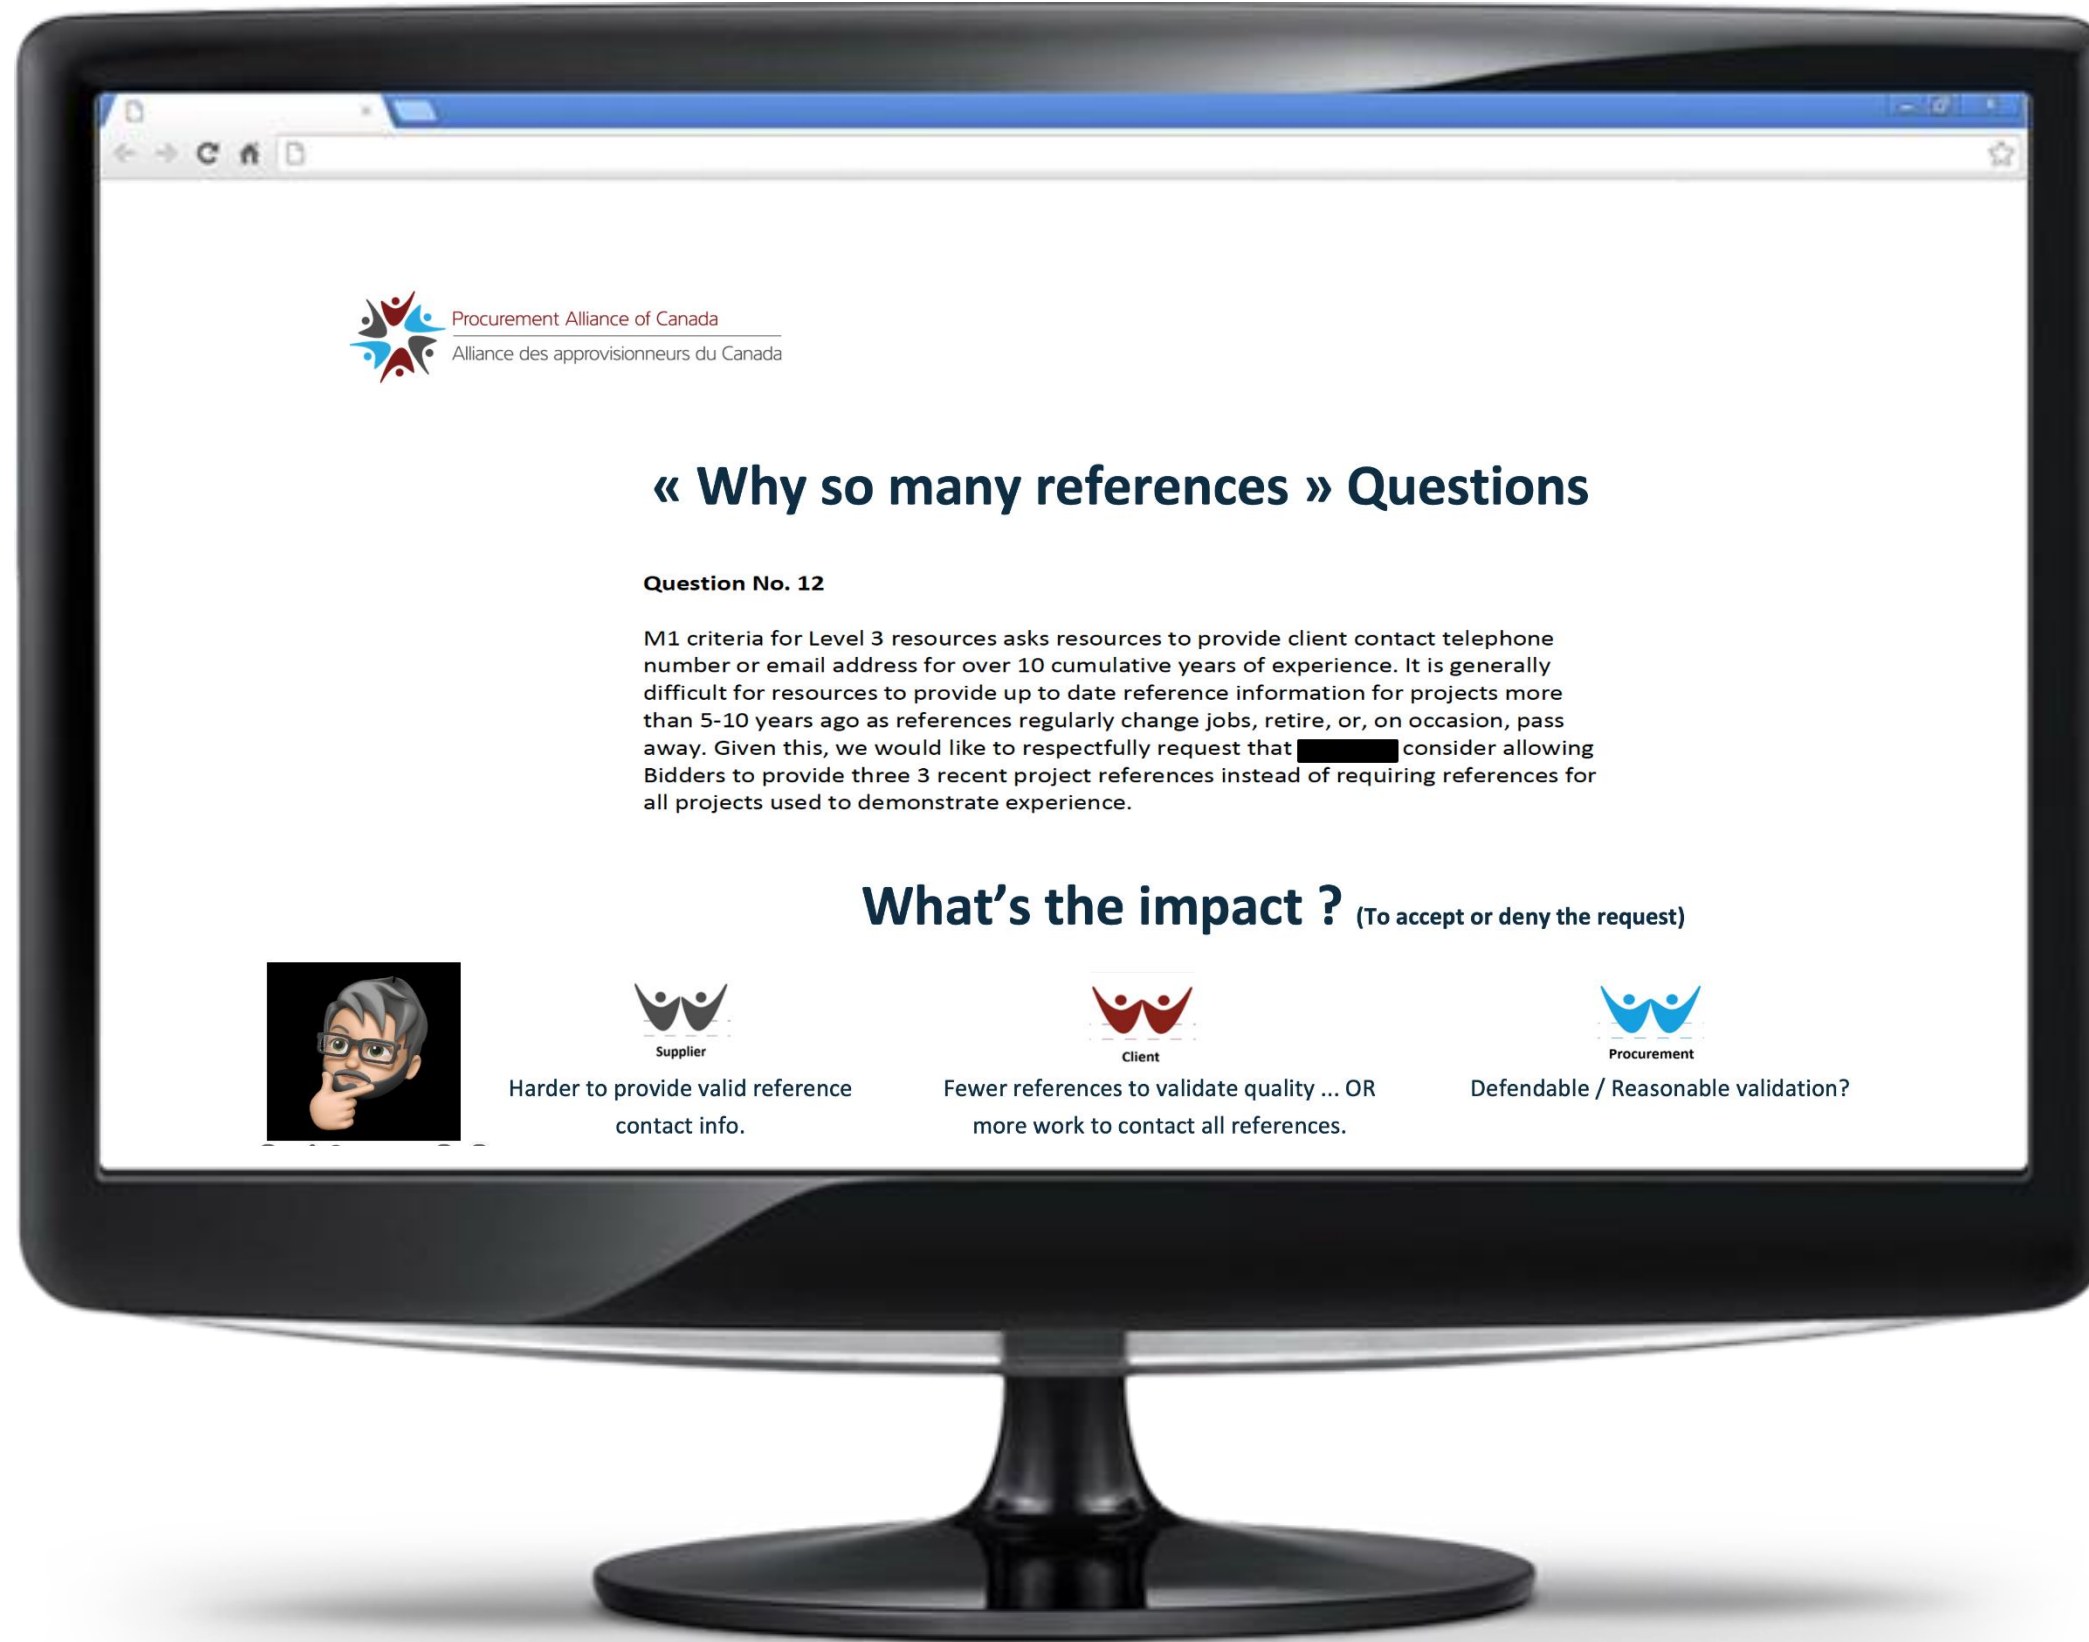 Procurement Alliance of Canada
Alliance des approvisionneurs du Canada
« Why so many references » Questions
Question No. 12
M1 criteria for Level 3 resources asks resources to provide client contact telephone
number or email address for over 10 cumulative years of experience. It is generally
difficult for resources to provide up to date reference information for projects more
than 5-10 years ago as references regularly change jobs, retire, or, on occasion, pass
away. Given this, we would like to respectfully request that consider allowing
Bidders to provide three 3 recent project references instead of requiring references for
all projects used to demonstrate experience.
What's the impact ? (To accept or deny the request)
Supplier
Client
Procurement
Harder to provide valid reference
contact info.
Fewer references to validate quality ... OR
more work to contact all references.
Defendable / Reasonable validation?